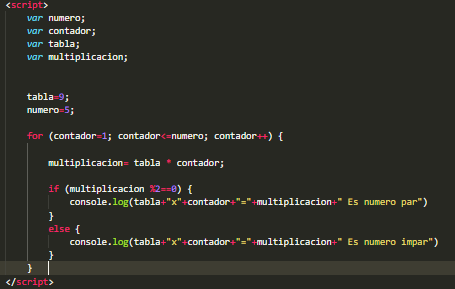 <script>
var numero;
var contador;
var tabla;
var multiplicacion;
tabla=9;
numero=5;
for (contador=1; contador<=numero; contador++) {
multiplicacion= tabla * contador;
if (multiplicacion %2==0) {
console.log(tabla+"x"+contador+"="+multiplicacion+" Es numero par")
}
else {
console.log(tabla+"x"+contador+"="+multiplicacion+" Es numero impar")
}
}
</script>